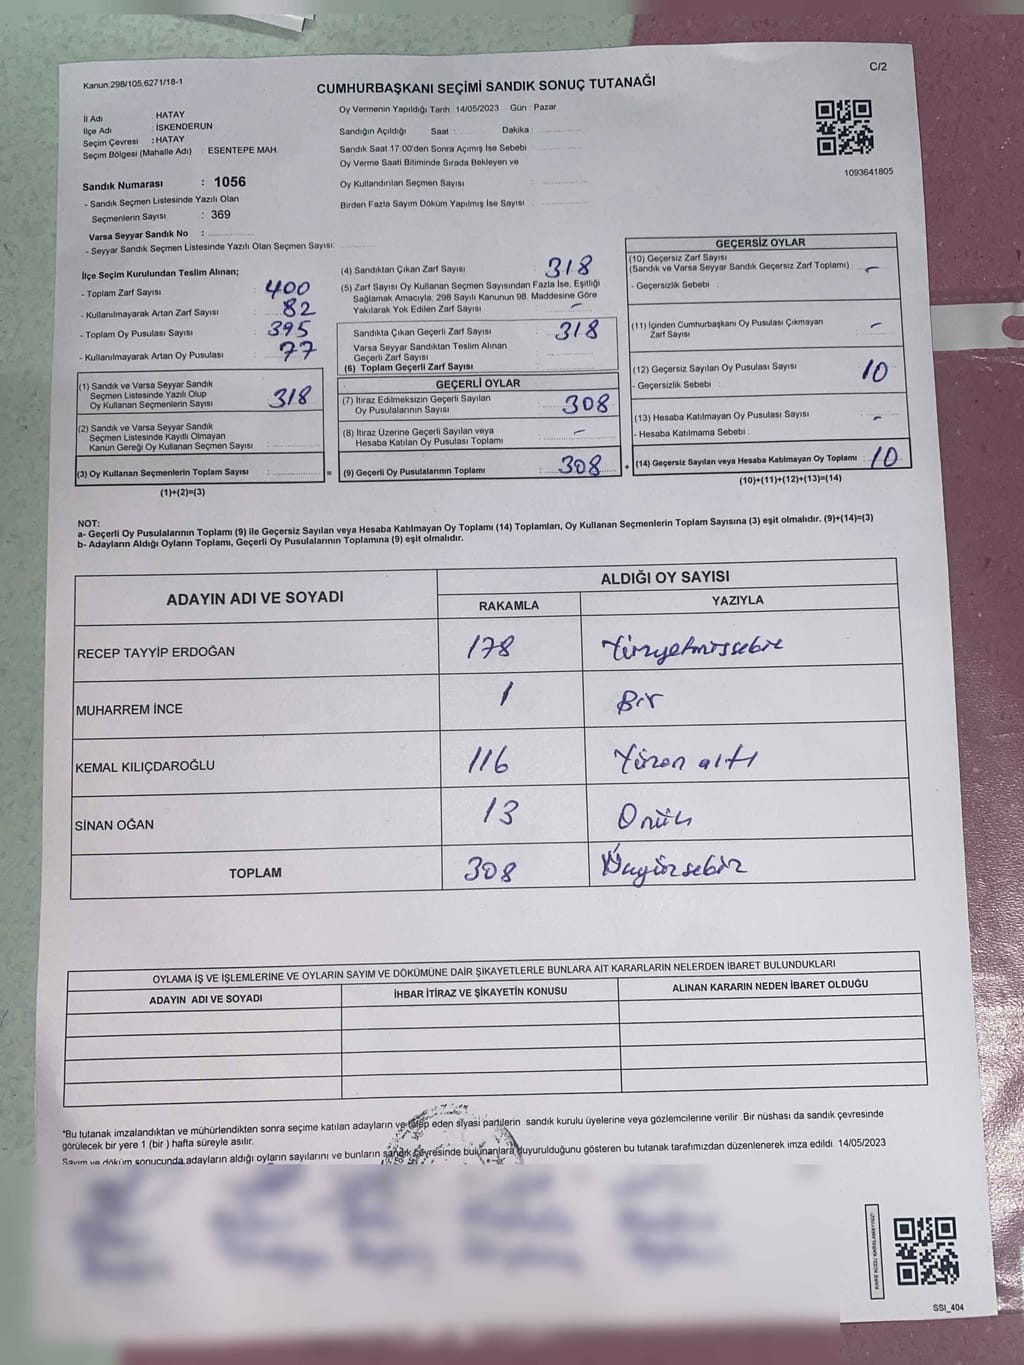 C/2
Kanun:298/105,6271/18-1
CUMHURBAŞKANI SEÇİMİ SANDIK SONUÇ TUTANAĞI
İl Adı : HATAY
İlçe Adı : İSKENDERUN
Seçim Çevresi : HATAY
Seçim Bölgesi (Mahalle Adı) : ESENTEPE MAH.
Oy Vermenin Yapıldığı Tarih : 14/05/2023 Gün : Pazar
Sandığın Açıldığı Saat : Dakika :
Sandık Saat 17:00'den Sonra Açımış İse Sebebi :
Oy Verme Saati Bitiminde Sırada Bekleyen ve
Oy Kullandırılan Seçmen Sayısı :
Birden Fazla Sayım Döküm Yapılmış İse Sayısı :
1093641805
Sandık Numarası : 1056
- Sandık Seçmen Listesinde Yazılı Olan
Seçmenlerin Sayısı : 369
Varsa Seyyar Sandık No :
- Seyyar Sandık Seçmen Listesinde Yazılı Olan Seçmen Sayısı:
İlçe Seçim Kurulundan Teslim Alınan;
- Toplam Zarf Sayısı : 400
- Kullanılmayarak Artan Zarf Sayısı : 82
- Toplam Oy Pusulası Sayısı : 395
- Kullanılmayarak Artan Oy Pusulası : 77
(1) Sandık ve Varsa Seyyar Sandık
Seçmen Listesinde Yazılı Olup
Oy Kullanan Seçmenlerin Sayısı : 318
(2) Sandık ve Varsa Seyyar Sandık
Seçmen Listesinde Kayıtlı Olmayan
Kanun Gereği Oy Kullanan Seçmen Sayısı :
(3) Oy Kullanan Seçmenlerin Toplam Sayısı : =
(1)+(2)=(3)
(4) Sandıktan Çıkan Zarf Sayısı : 318
(5) Zarf Sayısı Oy Kullanan Seçmen Sayısından Fazla İse, Eşitliği
Sağlamak Amacıyla; 298 Sayılı Kanunun 98. Maddesine Göre
Yakılarak Yok Edilen Zarf Sayısı : -
Sandıkta Çıkan Geçerli Zarf Sayısı : 318
Varsa Seyyar Sandıktan Teslim Alınan
Geçerli Zarf Sayısı :
(6) Toplam Geçerli Zarf Sayısı :
GEÇERLİ OYLAR
(7) İtiraz Edilmeksizin Geçerli Sayılan
Oy Pusulalarının Sayısı : 308
(8) İtiraz Üzerine Geçerli Sayılan veya
Hesaba Katılan Oy Pusulası Toplamı : -
(9) Geçerli Oy Pusulalarının Toplamı : 308 +
GEÇERSİZ OYLAR
(10) Geçersiz Zarf Sayısı
(Sandık ve Varsa Seyyar Sandık Geçersiz Zarf Toplamı) : -
- Geçersizlik Sebebi :
(11) İçinden Cumhurbaşkanı Oy Pusulası Çıkmayan
Zarf Sayısı : -
(12) Geçersiz Sayılan Oy Pusulası Sayısı : 10
- Geçersizlik Sebebi :
(13) Hesaba Katılmayan Oy Pusulası Sayısı : -
- Hesaba Katılmama Sebebi :
(14) Geçersiz Sayılan veya Hesaba Katılmayan Oy Toplamı : 10
(10)+(11)+(12)+(13)=(14)
NOT:
a- Geçerli Oy Pusulalarının Toplamı (9) ile Geçersiz Sayılan veya Hesaba Katılmayan Oy Toplamı (14) Toplamları, Oy Kullanan Seçmenlerin Toplam Sayısına (3) eşit olmalıdır. (9)+(14)=(3)
b- Adayların Aldığı Oyların Toplamı, Geçerli Oy Pusulalarının Toplamına (9) eşit olmalıdır.
ADAYIN ADI VE SOYADI
ALDIĞI OY SAYISI
RAKAMLA YAZIYLA
RECEP TAYYİP ERDOĞAN 178 Yüzyetmişsekiz
MUHARREM İNCE 1 Bir
KEMAL KILIÇDAROĞLU 116 Yüzon altı
SİNAN OĞAN 13 Onüç
TOPLAM 308 Üçyüzsekiz
OYLAMA İŞ VE İŞLEMLERİNE VE OYLARIN SAYIM VE DÖKÜMÜNE DAİR ŞİKAYETLERLE BUNLARA AİT KARARLARIN NELERDEN İBARET BULUNDUKLARI
ADAYIN ADI VE SOYADI İHBAR İTİRAZ VE ŞİKAYETİN KONUSU ALINAN KARARIN NEDEN İBARET OLDUĞU
*Bu tutanak imzalandıktan ve mühürlendikten sonra seçime katılan adayların ve talep eden siyasi partilerin sandık kurulu üyelerine veya gözlemcilerine verilir. Bir nüshası da sandık çevresinde
görülecek bir yere 1 (bir ) hafta süreyle asılır.
Sayım ve döküm sonucunda adayların aldığı oyların sayılarını ve bunların sandık çevresinde bulunanlara duyurulduğunu gösteren bu tutanak tarafımızdan düzenlenerek imza edildi. 14/05/2023
KARE KODU KARALAMAYINIZ!
SSI_404